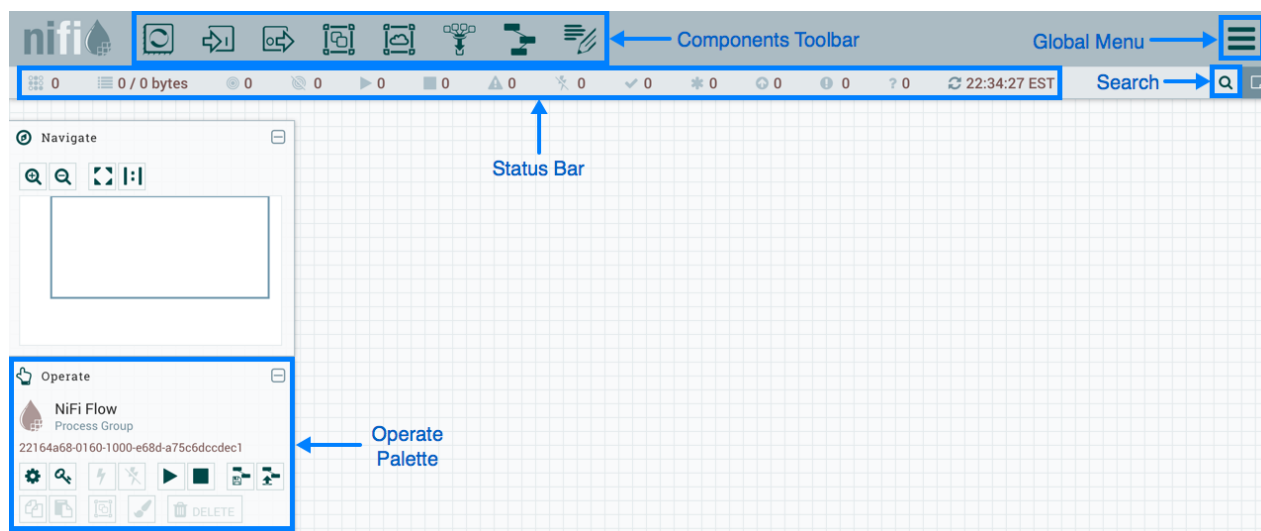 nifi
Components Toolbar
Global Menu
0 0 / 0 bytes 0 0 0 0 0 0 0 0 0 0 ? 0 22:34:27 EST
Search
Navigate
Status Bar
Operate
NiFi Flow
Process Group
22164a68-0160-1000-e68d-a75c6dccdec1
Operate
Palette
DELETE